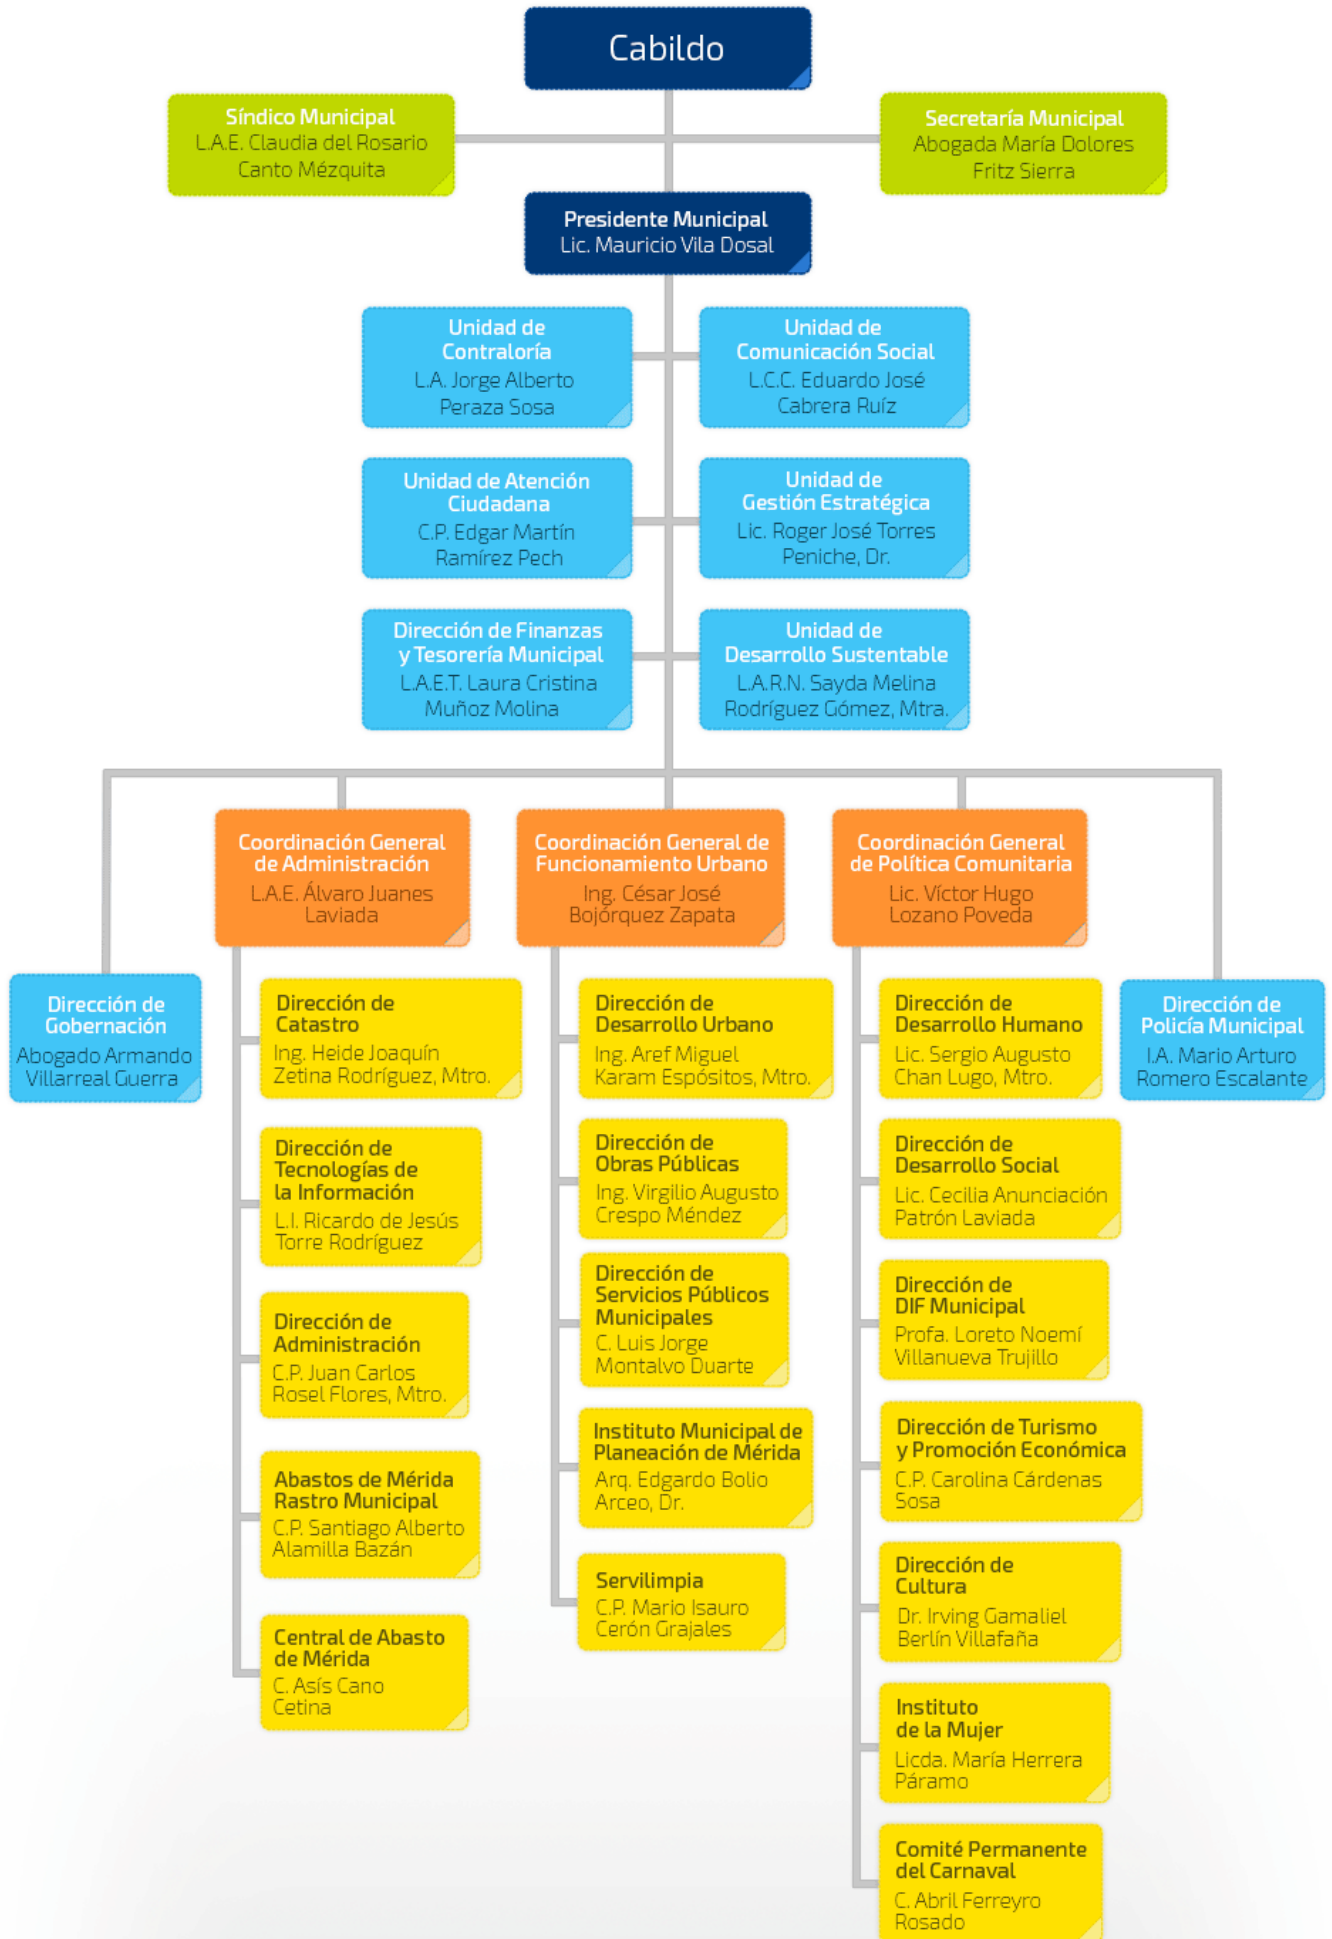 Cabildo
Síndico Municipal
L.A.E. Claudia del Rosario
Canto Mézquita
Secretaría Municipal
Abogada María Dolores
Fritz Sierra
Presidente Municipal
Lic. Mauricio Vila Dosal
Unidad de
Contraloría
L.A. Jorge Alberto
Peraza Sosa
Unidad de
Comunicación Social
L.C.C. Eduardo José
Cabrera Ruíz
Unidad de Atención
Ciudadana
C.P. Edgar Martín
Ramírez Pech
Unidad de
Gestión Estratégica
Lic. Roger José Torres
Peniche, Dr.
Dirección de Finanzas
y Tesorería Municipal
L.A.E.T. Laura Cristina
Muñoz Molina
Unidad de
Desarrollo Sustentable
L.A.R.N. Sayda Melina
Rodríguez Gómez, Mtra.
Coordinación General
de Administración
L.A.E. Álvaro Juanes
Laviada
Coordinación General de
Funcionamiento Urbano
Ing. César José
Bojórquez Zapata
Coordinación General
de Política Comunitaria
Lic. Víctor Hugo
Lozano Poveda
Dirección de
Gobernación
Abogado Armando
Villarreal Guerra
Dirección de
Catastro
Ing. Heide Joaquín
Zetina Rodríguez, Mtro.
Dirección de
Tecnologías de
la Información
L.I. Ricardo de Jesús
Torre Rodríguez
Dirección de
Administración
C.P. Juan Carlos
Rosel Flores, Mtro.
Abastos de Mérida
Rastro Municipal
C.P. Santiago Alberto
Alamilla Bazán
Central de Abasto
de Mérida
C. Asís Cano
Cetina
Dirección de
Desarrollo Urbano
Ing. Aref Miguel
Karam Espósitos, Mtro.
Dirección de
Obras Públicas
Ing. Virgilio Augusto
Crespo Méndez
Dirección de
Servicios Públicos
Municipales
C. Luis Jorge
Montalvo Duarte
Instituto Municipal de
Planeación de Mérida
Arq. Edgardo Bolio
Arceo, Dr.
Servilimpia
C.P. Mario Isauro
Cerón Grajales
Dirección de
Desarrollo Humano
Lic. Sergio Augusto
Chan Lugo, Mtro.
Dirección de
Desarrollo Social
Lic. Cecilia Anunciación
Patrón Laviada
Dirección de
DIF Municipal
Profa. Loreto Noemí
Villanueva Trujillo
Dirección de Turismo
y Promoción Económica
C.P. Carolina Cárdenas
Sosa
Dirección de
Cultura
Dr. Irving Gamaliel
Berlín Villafaña
Instituto
de la Mujer
Licda. María Herrera
Páramo
Comité Permanente
del Carnaval
C. Abril Ferreyro
Rosado
Dirección de
Policía Municipal
I.A. Mario Arturo
Romero Escalante